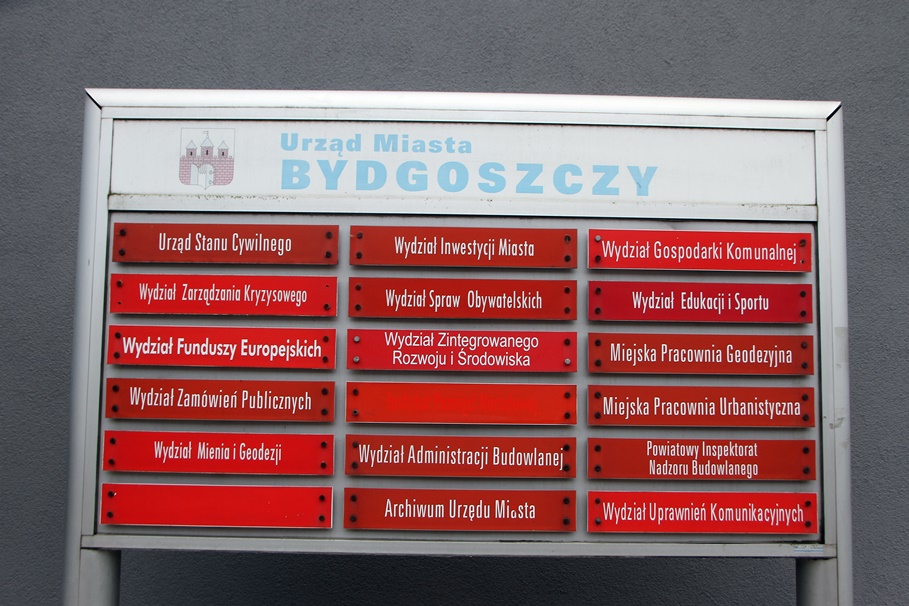 Urząd Miasta
BYDGOSZCZY
Urząd Stanu Cywilnego
Wydział Zarządzania Kryzysowego
Wydział Funduszy Europejskich
Wydział Zamówień Publicznych
Wydział Mienia i Geodezji
Wydział Inwestycji Miasta
Wydział Spraw Obywatelskich
Wydział Zintegrowanego
Rozwoju i Środowiska
Wydział Administracji Budowlanej
Archiwum Urzędu Miasta
Wydział Gospodarki Komunalnej
Wydział Edukacji i Sportu
Miejska Pracownia Geodezyjna
Miejska Pracownia Urbanistyczna
Powiatowy Inspektorat
Nadzoru Budowlanego
Wydział Uprawnień Komunikacyjnych